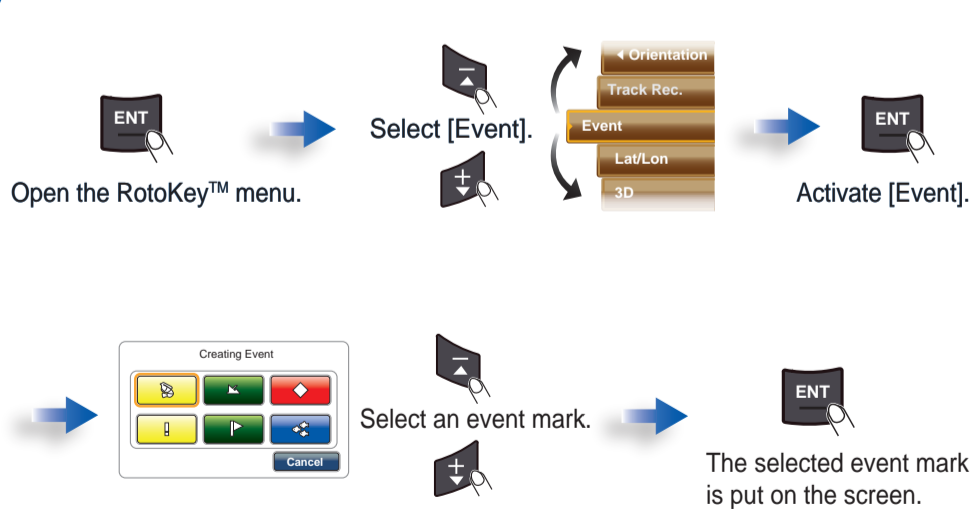 ENT
Open the RotoKey™ menu.
−
Select [Event].
+
Orientation
Track Rec.
Event
Lat/Lon
3D
ENT
Activate [Event].
Creating Event
!
Cancel
−
Select an event mark.
+
ENT
The selected event mark
is put on the screen.